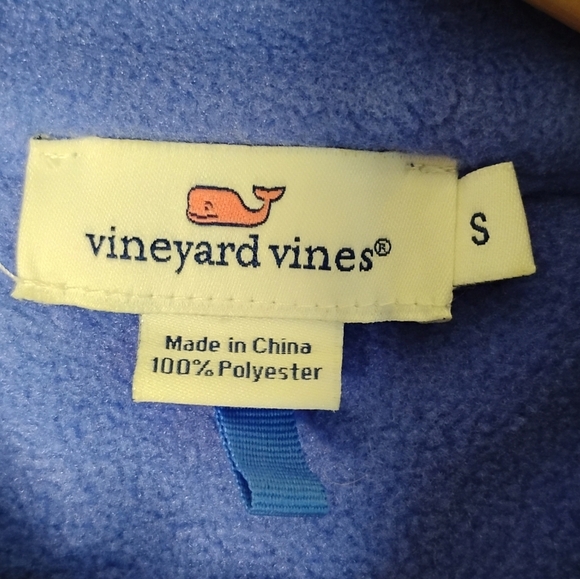 vineyard vines®
S
Made in China
100% Polyester